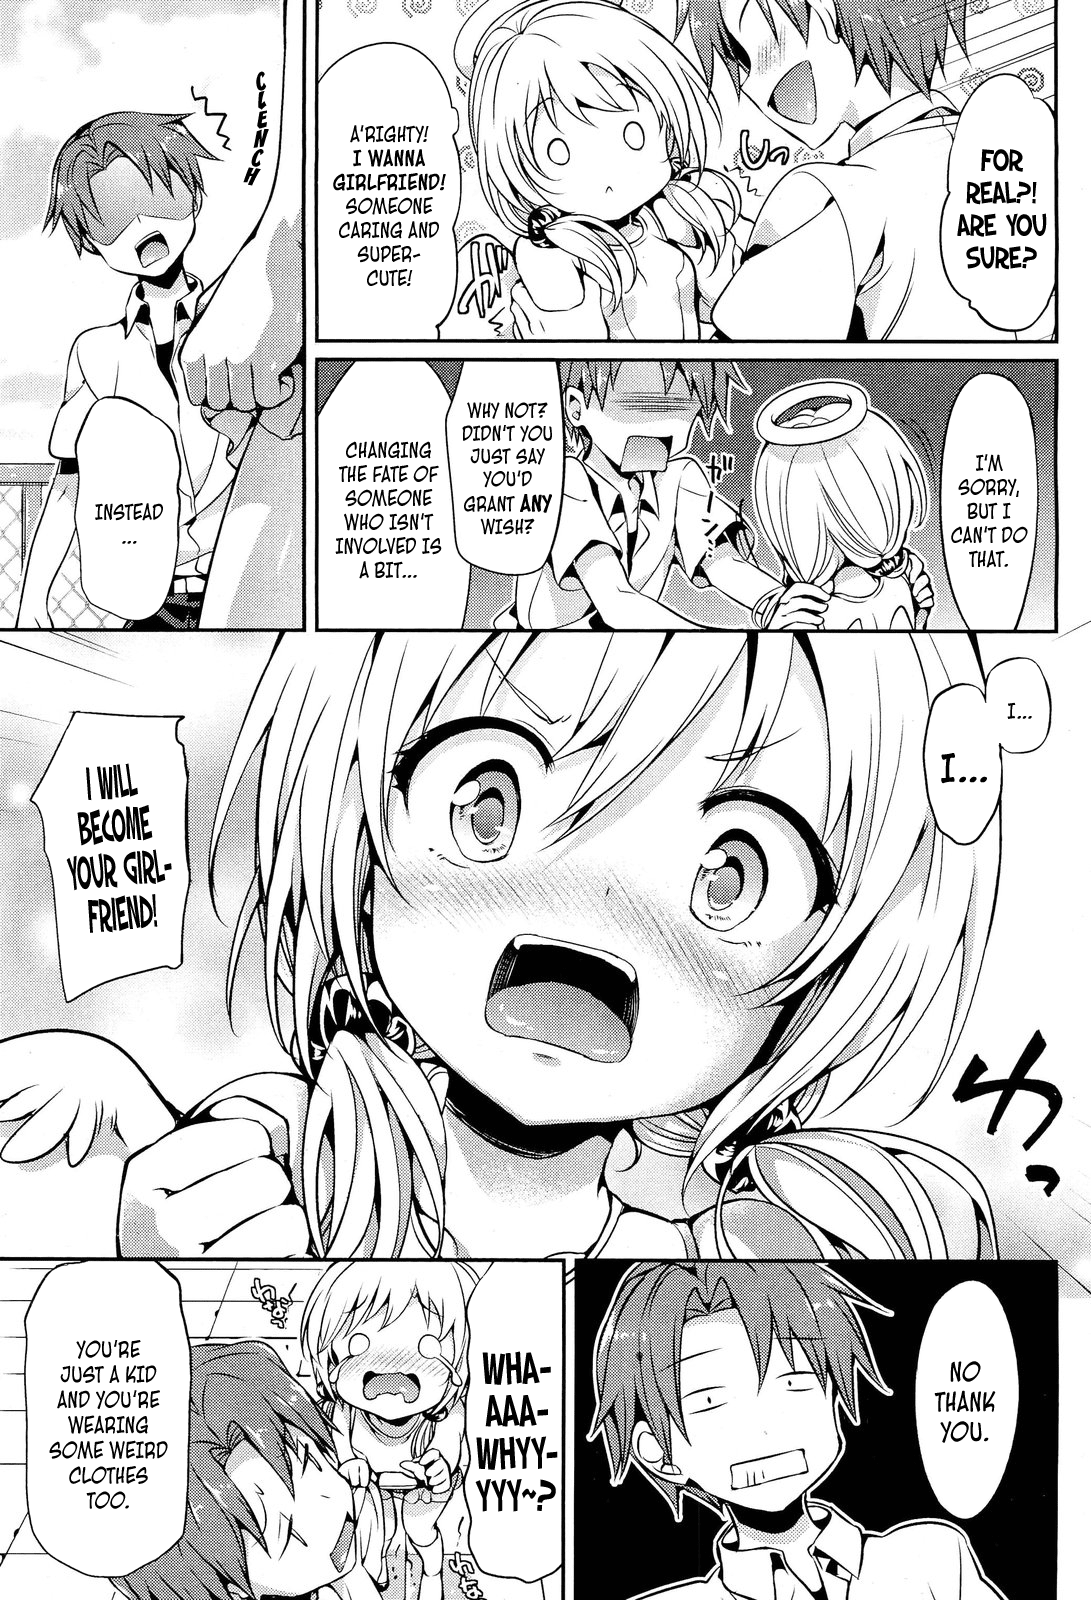 FOR
REAL?!
ARE YOU
SURE?
A'RIGHTY!
I WANNA
GIRLFRIEND!
SOMEONE
CARING AND
SUPER-
CUTE!
I'M
SORRY,
BUT I
CAN'T DO
THAT.
WHY NOT?
DIDN'T YOU
JUST SAY
YOU'D
GRANT ANY
WISH?
CHANGING
THE FATE OF
SOMEONE
WHO ISN'T
INVOLVED IS
A BIT...
CLENCH
INSTEAD
...
I...
I...
I WILL
BECOME
YOUR GIRL-
FRIEND!
NO
THANK
YOU.
WHA-
AAA-
WHYY-
YYY~?
YOU'RE
JUST A KID
AND YOU'RE
WEARING
SOME WEIRD
CLOTHES
TOO.